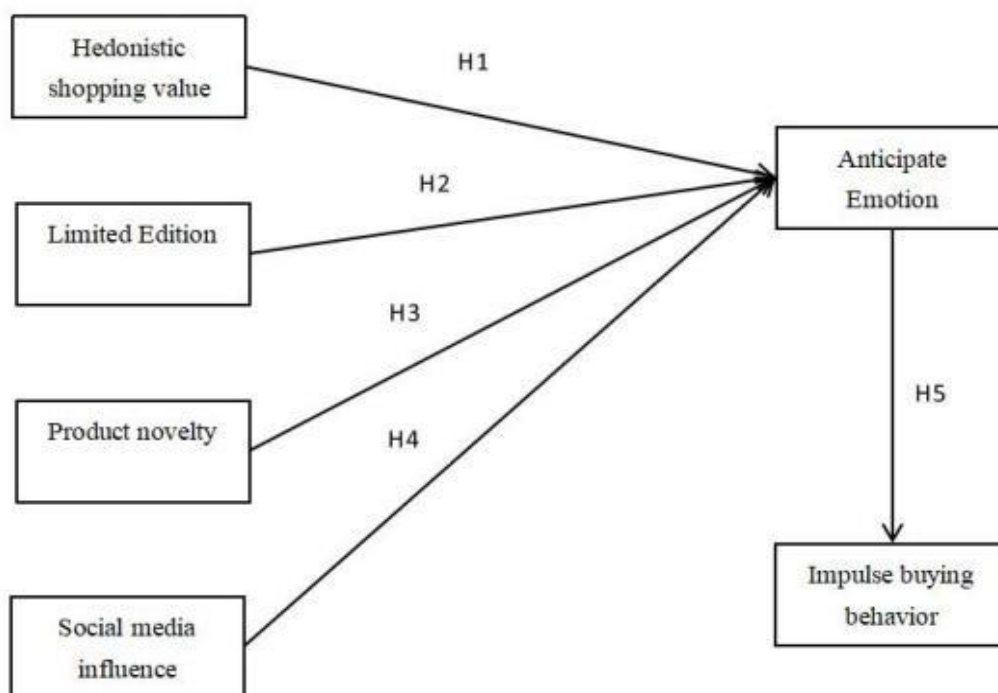 Hedonistic
shopping value
H1
Anticipate
Emotion
H2
Limited Edition
H3
Product novelty
H4
H5
Impulse buying
behavior
Social media
influence